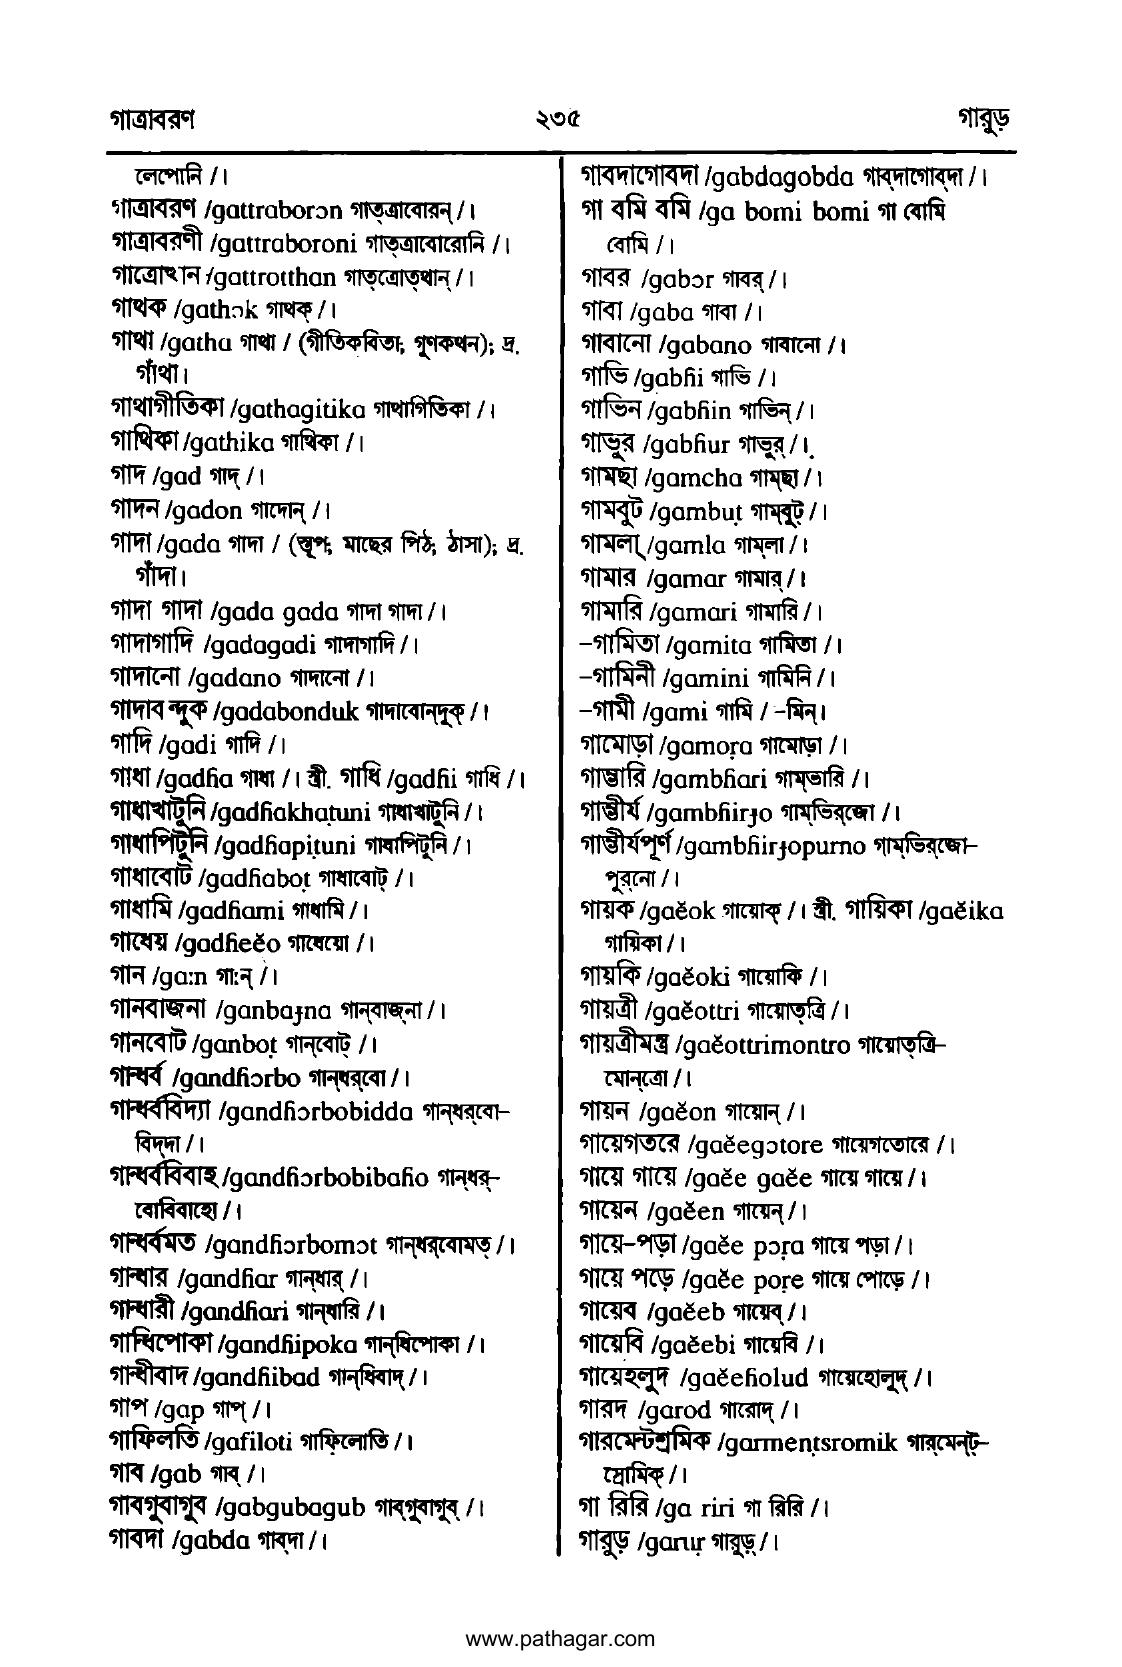 গাত্রাবরণ ২৩৫ গারুড়
লেপোনি /।
গাত্রাবরণ /gattraborɔn গাত্‌ত্রাবোরন্ /।
গাত্রাবরণী /gattraboroni গাত্‌ত্রাবোরোনি /।
গাত্রোত্থান /gattrotthan গাত্‌ত্রোত্‌থান্ /।
গাথক /gathɔk গাথক্ /।
গাথা /gatha গাথা / (গীতিকবিতা; গুণকথন); দ্র.
গাঁথা।
গাথাগীতিকা /gathagitika গাথাগিতিকা /।
গাথিকা /gathika গাথিকা /।
গাদ /gad গাদ্ /।
গাদন /gadon গাদোন্ /।
গাদা /gada গাদা / (স্তূপ; মাছের পিঠ; ঠাসা); দ্র.
গাঁদা।
গাদা গাদা /gada gada গাদা গাদা /।
গাদাগাদি /gadagadi গাদাগাদি /।
গাদানো /gadano গাদানো /।
গাদাবন্দুক /gadabonduk গাদাবোন্‌দুক্ /।
গাদি /gadi গাদি /।
গাধা /gadɦa গাধা /। স্ত্রী. গাধি /gadɦi গাধি /।
গাধাখাটুনি /gadɦakhaṭuni গাধাখাটুনি /।
গাধাপিটুনি /gadɦapiṭuni গাধাপিটুনি /।
গাধাবোট /gadɦaboṭ গাধাবোট্ /।
গাধামি /gadɦami গাধামি /।
গাধেয় /gadɦeĕo গাধেয়ো /।
গান /ga:n গা:ন্ /।
গানবাজনা /ganbaɟna গান্‌বাজ্‌না /।
গানবোট /ganboṭ গান্‌বোট্ /।
গান্ধর্ব /gandɦɔrbo গান্‌ধর্‌বো /।
গান্ধর্ববিদ্যা /gandɦɔrbobidda গান্‌ধর্‌বো-
বিদ্‌দা /।
গান্ধর্ববিবাহ /gandɦɔrbobibaɦo গান্‌ধর্‌-
বোবিবাহো /।
গান্ধর্বমত /gandɦɔrbomɔt গান্‌ধর্‌বোমত্ /।
গান্ধার /gandɦar গান্‌ধার্ /।
গান্ধারী /gandɦari গান্‌ধারি /।
গান্ধিপোকা /gandɦipoka গান্‌ধিপোকা /।
গান্ধীবাদ /gandɦibad গান্‌ধিবাদ্ /।
গাপ /gap গাপ্ /।
গাফিলতি /gafiloti গাফিলোতি /।
গাব /gab গাব্ /।
গাবগুবাগুব /gabgubagub গাব্‌গুবাগুব্ /।
গাবদা /gabda গাব্‌দা /।
গাবদাগোবদা /gabdagobda গাব্‌দাগোব্‌দা /।
গা বমি বমি /ga bomi bomi গা বোমি
বোমি /।
গাবর /gabɔr গাবর্ /।
গাবা /gaba গাবা /।
গাবানো /gabano গাবানো /।
গাভি /gabɦi গাভি /।
গাভিন /gabɦin গাভিন্ /।
গাভুর /gabɦur গাভুর্ /।
গামছা /gamcha গাম্‌ছা /।
গামবুট /gambuṭ গাম্‌বুট্ /।
গামলা /gamla গাম্‌লা /।
গামার /gamar গামার্ /।
গামারি /gamari গামারি /।
–গামিতা /gamita গামিতা /।
–গামিনী /gamini গামিনি /।
–গামী /gami গামি / –মিন্।
গামোড়া /gamoṛa গামোড়া /।
গাম্ভারি /gambɦari গাম্‌ভারি /।
গাম্ভীর্য /gambɦirɟo গাম্‌ভির্‌জো /।
গাম্ভীর্যপূর্ণ /gambɦirɟopurno গাম্‌ভির্‌জো-
পুর্‌নো /।
গায়ক /gaĕok গায়োক্ /। স্ত্রী. গায়িকা /gaĕika
গায়িকা /।
গায়কি /gaĕoki গায়োকি /।
গায়ত্রী /gaĕottri গায়োত্‌ত্রি /।
গায়ত্রীমন্ত্র /gaĕottrimontro গায়োত্‌ত্রি-
মোন্‌ত্রো /।
গায়ন /gaĕon গায়োন্ /।
গায়েগতরে /gaĕegɔtore গায়েগতোরে /।
গায়ে গায়ে /gaĕe gaĕe গায়ে গায়ে /।
গায়েন /gaĕen গায়েন্ /।
গায়ে-পড়া /gaĕe pɔṛa গায়ে পড়া /।
গায়ে পড়ে /gaĕe poṛe গায়ে পোড়ে /।
গায়েব /gaĕeb গায়েব্ /।
গায়েবি /gaĕebi গায়েবি /।
গায়েহলুদ /gaĕeɦolud গায়েহোলুদ্ /।
গারদ /garod গারোদ্ /।
গারমেন্টশ্রমিক /garmenṭsromik গার্‌মেন্‌ট্‌-
স্রোমিক্ /।
গা রিরি /ga riri গা রিরি /।
গারুড় /garuṛ গারুড়্ /।
www.pathagar.com